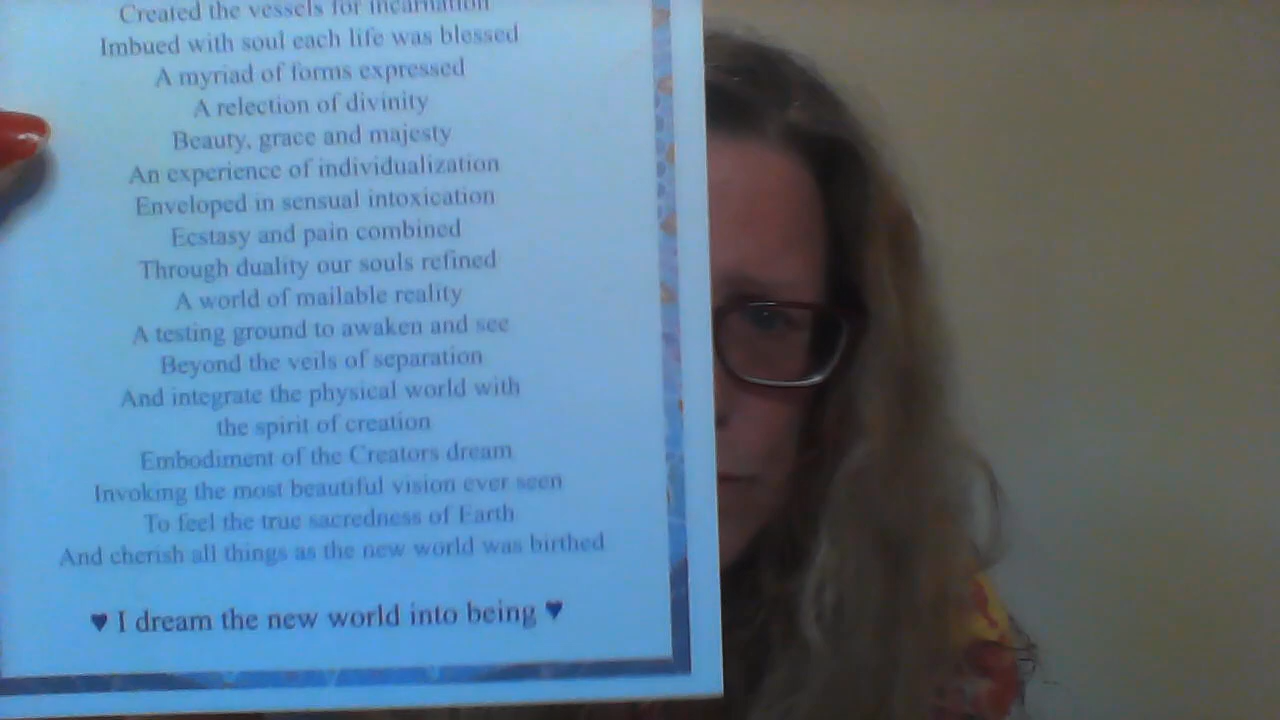 Created the vessels for incarnation
Imbued with soul each life was blessed
A myriad of forms expressed
A relection of divinity
Beauty, grace and majesty
An experience of individualization
Enveloped in sensual intoxication
Ecstasy and pain combined
Through duality our souls refined
A world of mailable reality
A testing ground to awaken and see
Beyond the veils of separation
And integrate the physical world with
the spirit of creation
Embodiment of the Creators dream
Invoking the most beautiful vision ever seen
To feel the true sacredness of Earth
And cherish all things as the new world was birthed
♥ I dream the new world into being ♥